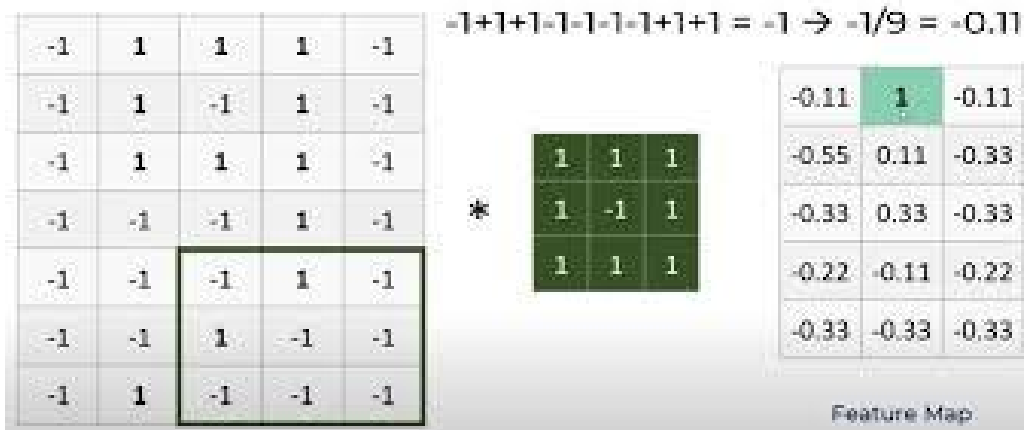 -1+1+1-1-1-1-1+1+1 = -1 → -1/9 = -0.11
-1 1 1 1 -1
-1 1 -1 1 -1
-1 1 1 1 -1
-1 -1 -1 1 -1
-1 -1 -1 1 -1
-1 -1 1 -1 -1
-1 1 -1 -1 -1
*
1 1 1
1 -1 1
1 1 1
-0.11 1 -0.11
-0.55 0.11 -0.33
-0.33 0.33 -0.33
-0.22 -0.11 -0.22
-0.33 -0.33 -0.33
Feature Map